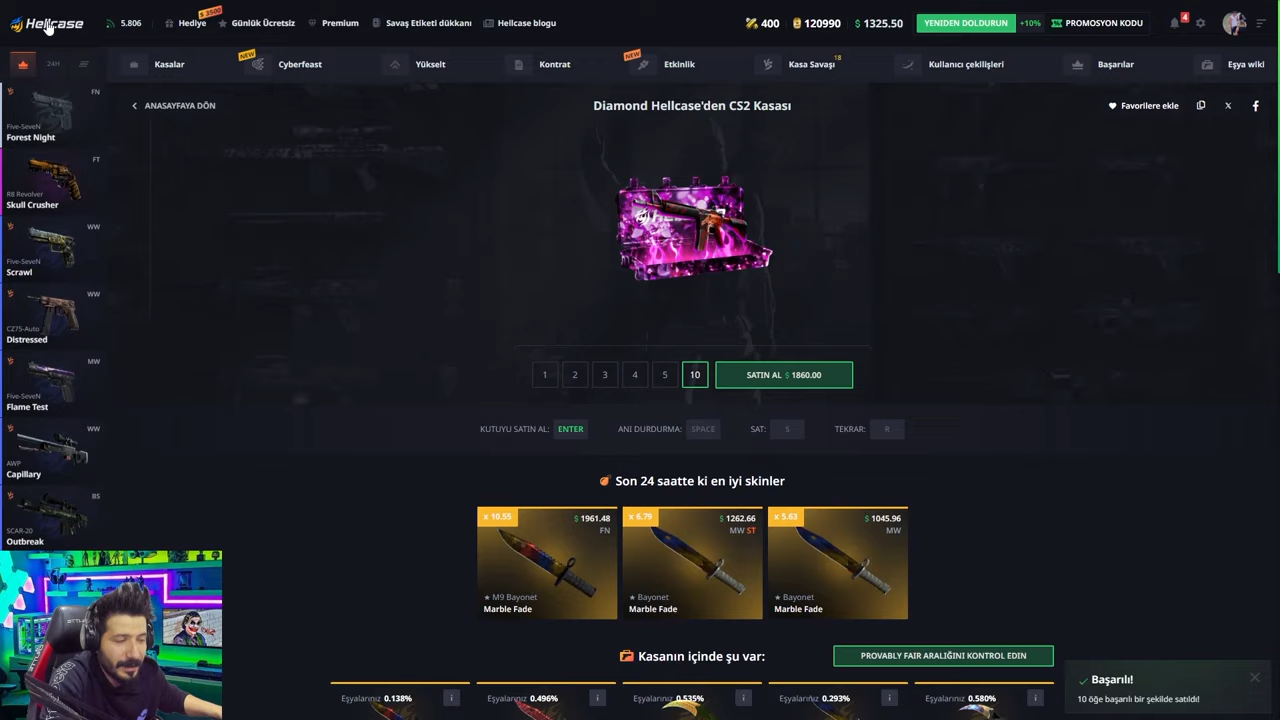 Hellcase
5.806
Hediye
$ 3500
Günlük Ücretsiz
Premium
Savaş Etiketi dükkanı
Hellcase blogu
400
120990
$ 1325.50
YENİDEN DOLDURUN
+10%
PROMOSYON KODU
4
24H
Kasalar
NEW
Cyberfeast
Yükselt
Kontrat
NEW
Etkinlik
Kasa Savaşı
18
Kullanıcı çekilişleri
Başarılar
Eşya wiki
ANASAYFAYA DÖN
Diamond Hellcase'den CS2 Kasası
Favorilere ekle
FN
Five-SeveN
Forest Night
FT
R8 Revolver
Skull Crusher
WW
Five-SeveN
Scrawl
WW
CZ75-Auto
Distressed
MW
Five-SeveN
Flame Test
WW
AWP
Capillary
BS
SCAR-20
Outbreak
1
2
3
4
5
10
SATIN AL $ 1860.00
KUTUYU SATIN AL: ENTER
ANI DURDURMA: SPACE
SAT: S
TEKRAR: R
Son 24 saatte ki en iyi skinler
x 10.55
$ 1961.48
FN
★ M9 Bayonet
Marble Fade
x 6.79
$ 1262.66
MW ST
★ Bayonet
Marble Fade
x 5.63
$ 1045.96
MW
★ Bayonet
Marble Fade
Kasanın içinde şu var:
PROVABLY FAIR ARALIĞINI KONTROL EDIN
Eşyalarınız 0.138%
Eşyalarınız 0.496%
Eşyalarınız 0.535%
Eşyalarınız 0.293%
Eşyalarınız 0.580%
Başarılı!
10 öğe başarılı bir şekilde satıldı!